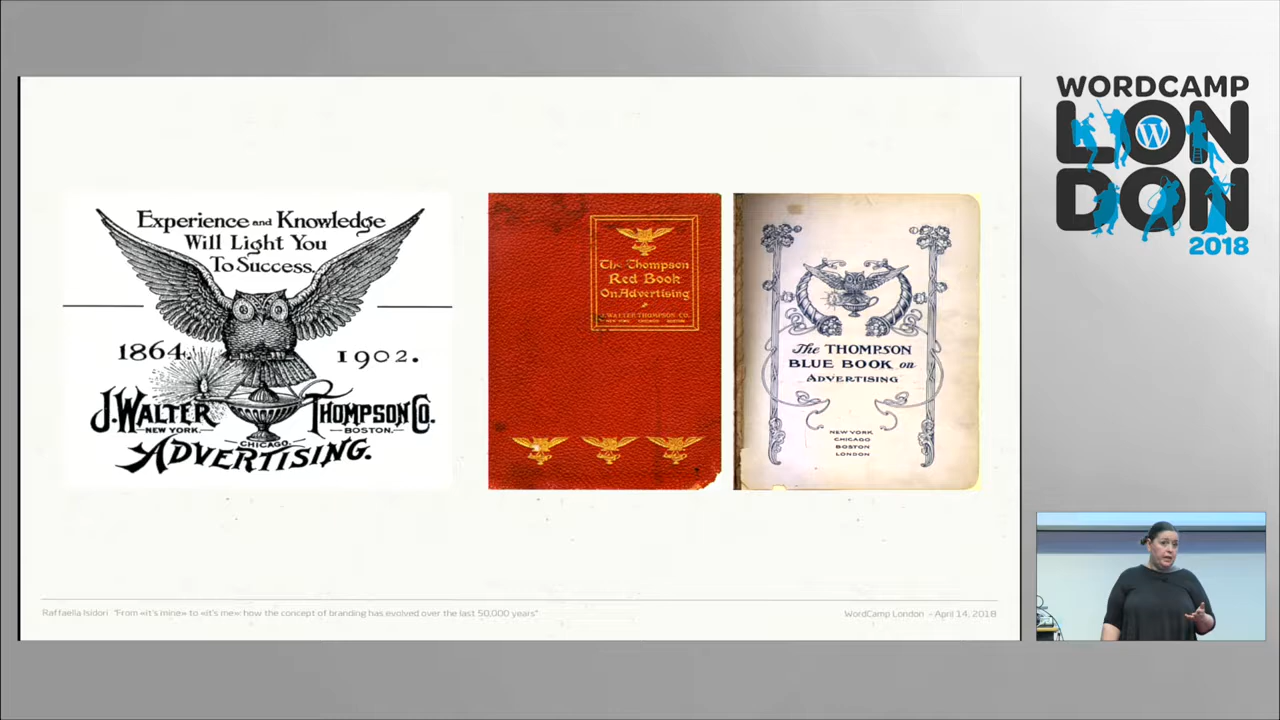 Experience and Knowledge
Will Light You
To Success.
1864.
1902.
J. WALTER
THOMPSON CO.
NEW YORK.
CHICAGO.
BOSTON.
ADVERTISING.
The Thompson
Red Book
On Advertising
J. WALTER THOMPSON CO.
NEW YORK CHICAGO BOSTON
The THOMPSON
BLUE BOOK on
ADVERTISING
NEW YORK
CHICAGO
BOSTON
LONDON
Raffaella Isidori "From «it's mine» to «it's me»: how the concept of branding has evolved over the last 50,000 years"
WordCamp London - April 14, 2018
WORDCAMP
LON
DON
2018